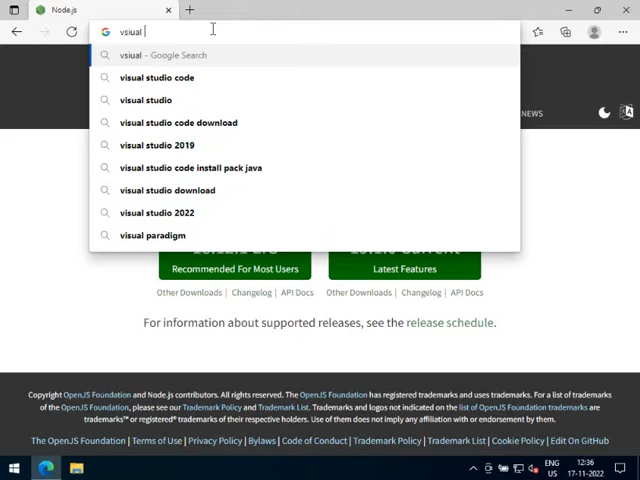 Node.js
vsiual
vsiual - Google Search
visual studio code
visual studio
visual studio code download
visual studio 2019
visual studio code install pack java
visual studio download
visual studio 2022
visual paradigm
NEWS
Recommended For Most Users
Latest Features
Other Downloads | Changelog | API Docs
Other Downloads | Changelog | API Docs
For information about supported releases, see the release schedule.
Copyright OpenJS Foundation and Node.js contributors. All rights reserved. The OpenJS Foundation has registered trademarks and uses trademarks. For a list of trademarks
of the OpenJS Foundation, please see our Trademark Policy and Trademark List. Trademarks and logos not indicated on the list of OpenJS Foundation trademarks are
trademarks™ or registered® trademarks of their respective holders. Use of them does not imply any affiliation with or endorsement by them.
The OpenJS Foundation | Terms of Use | Privacy Policy | Bylaws | Code of Conduct | Trademark Policy | Trademark List | Cookie Policy | Edit On GitHub
ENG
US
12:36
17-11-2022